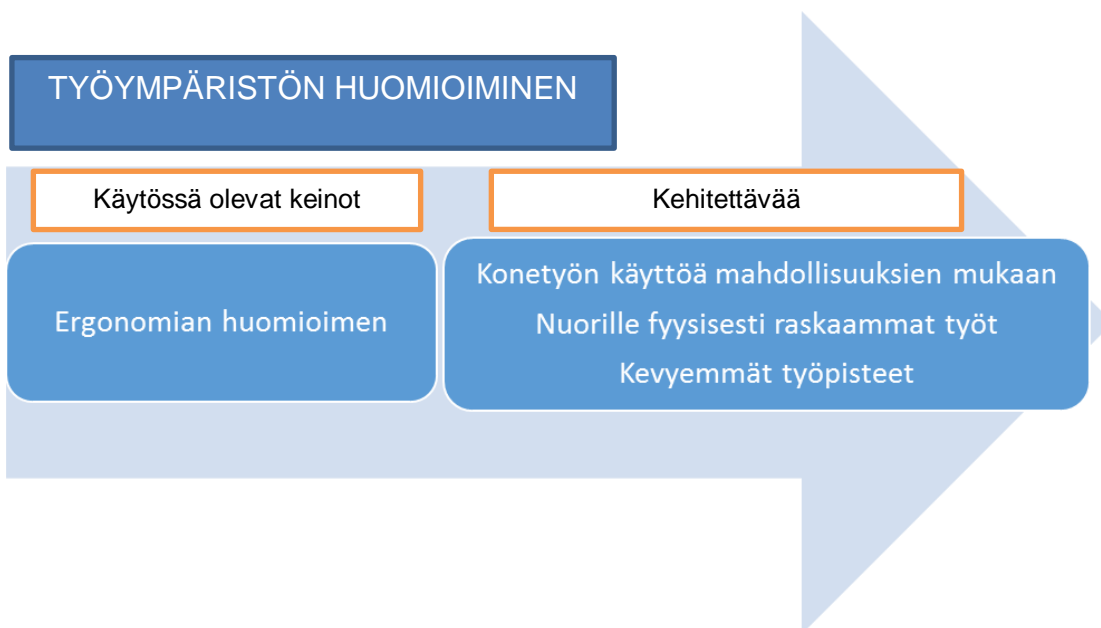 TYÖYMPÄRISTÖN HUOMIOIMINEN
Käytössä olevat keinot
Kehitettävää
Ergonomian huomioimen
Konetyön käyttöä mahdollisuuksien mukaan
Nuorille fyysisesti raskaammat työt
Kevyemmät työpisteet